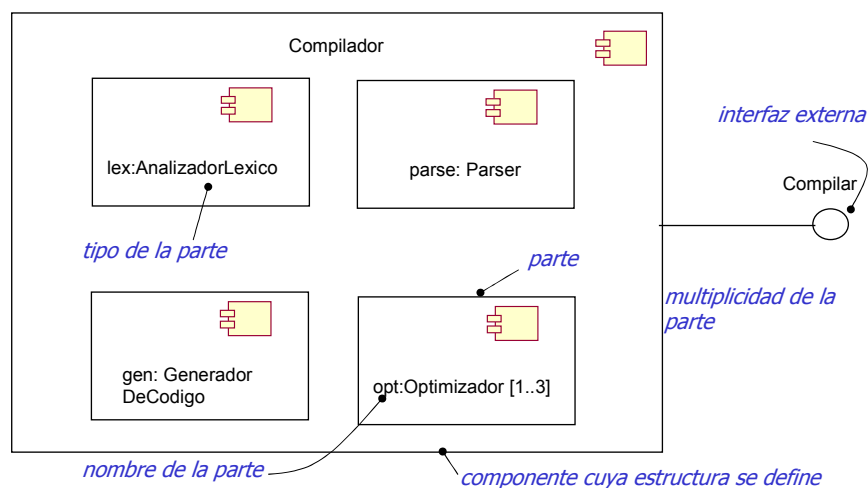 Compilador
interfaz externa
lex:AnalizadorLexico
parse: Parser
Compilar
tipo de la parte
parte
multiplicidad de la
parte
gen: Generador
DeCodigo
opt:Optimizador [1..3]
nombre de la parte
componente cuya estructura se define